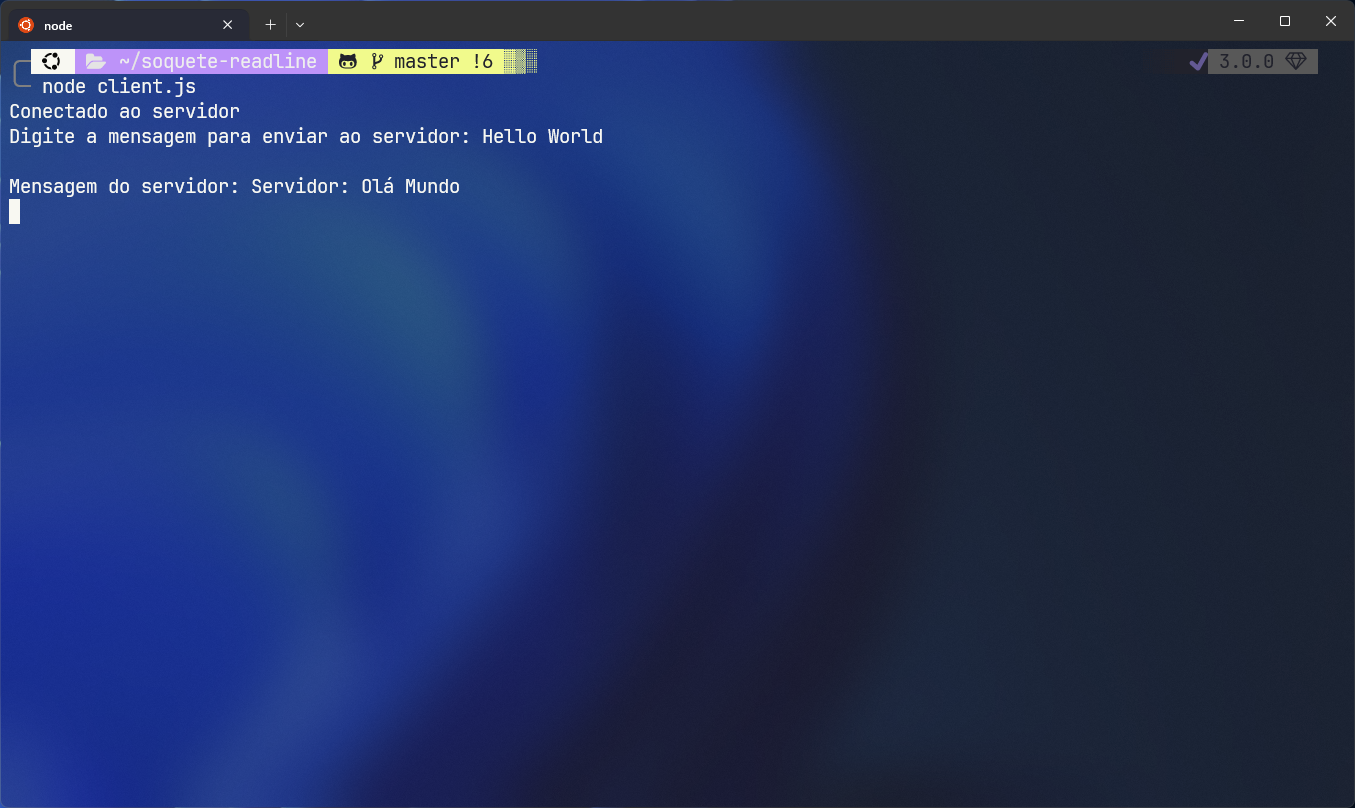 node
~/soquete-readline master !6 3.0.0
node client.js
Conectado ao servidor
Digite a mensagem para enviar ao servidor: Hello World
Mensagem do servidor: Servidor: Olá Mundo